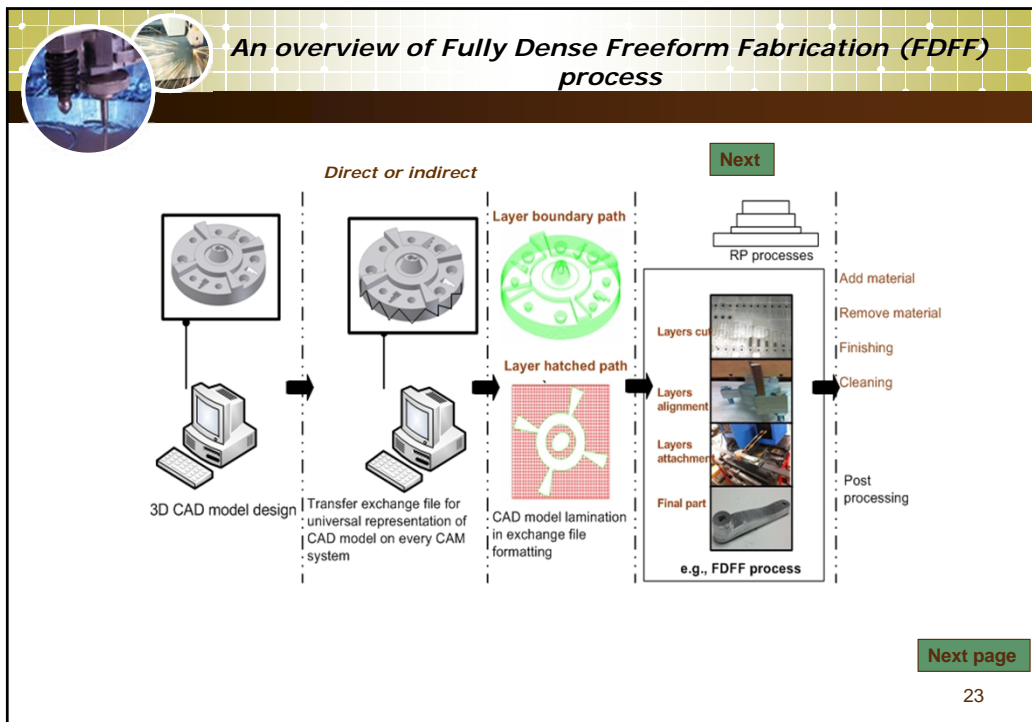 An overview of Fully Dense Freeform Fabrication (FDFF)
process
Direct or indirect
Next
3D CAD model design
Transfer exchange file for
universal representation of
CAD model on every CAM
system
Layer boundary path
Layer hatched path
CAD model lamination
in exchange file
formatting
RP processes
Layers cut
Layers
alignment
Layers
attachment
Final part
e.g., FDFF process
Add material
Remove material
Finishing
Cleaning
Post
processing
Next page
23